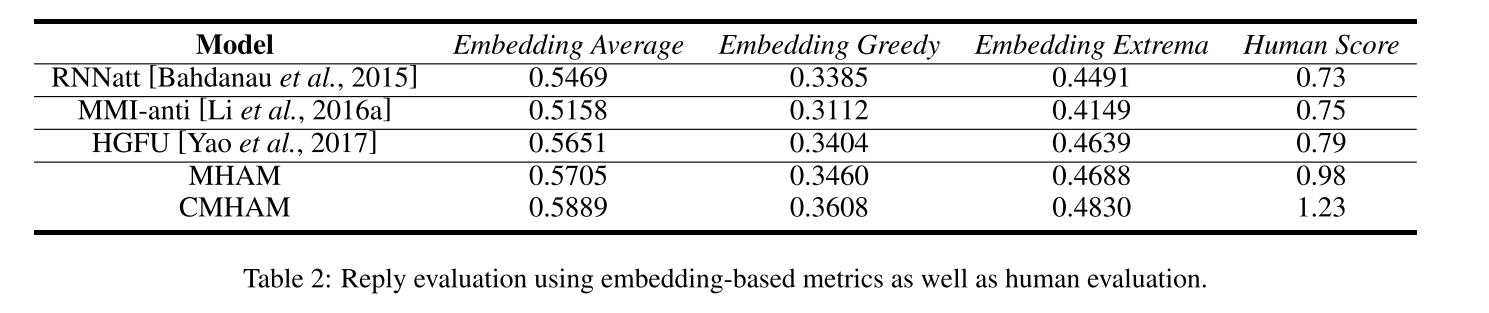 Model Embedding Average Embedding Greedy Embedding Extrema Human Score
RNNatt [Bahdanau et al., 2015] 0.5469 0.3385 0.4491 0.73
MMI-anti [Li et al., 2016a] 0.5158 0.3112 0.4149 0.75
HGFU [Yao et al., 2017] 0.5651 0.3404 0.4639 0.79
MHAM 0.5705 0.3460 0.4688 0.98
CMHAM 0.5889 0.3608 0.4830 1.23
Table 2: Reply evaluation using embedding-based metrics as well as human evaluation.